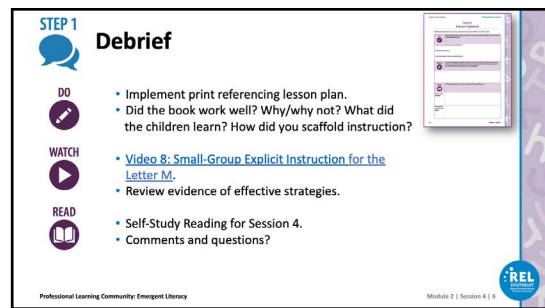 STEP 1
Debrief
DO
• Implement print referencing lesson plan.
• Did the book work well? Why/why not? What did
the children learn? How did you scaffold instruction?
WATCH
• Video 8: Small-Group Explicit Instruction for the
Letter M.
• Review evidence of effective strategies.
READ
• Self-Study Reading for Session 4.
• Comments and questions?
Professional Learning Community: Emergent Literacy
Module 2 | Session 4 | 6
REL
SOUTHEAST